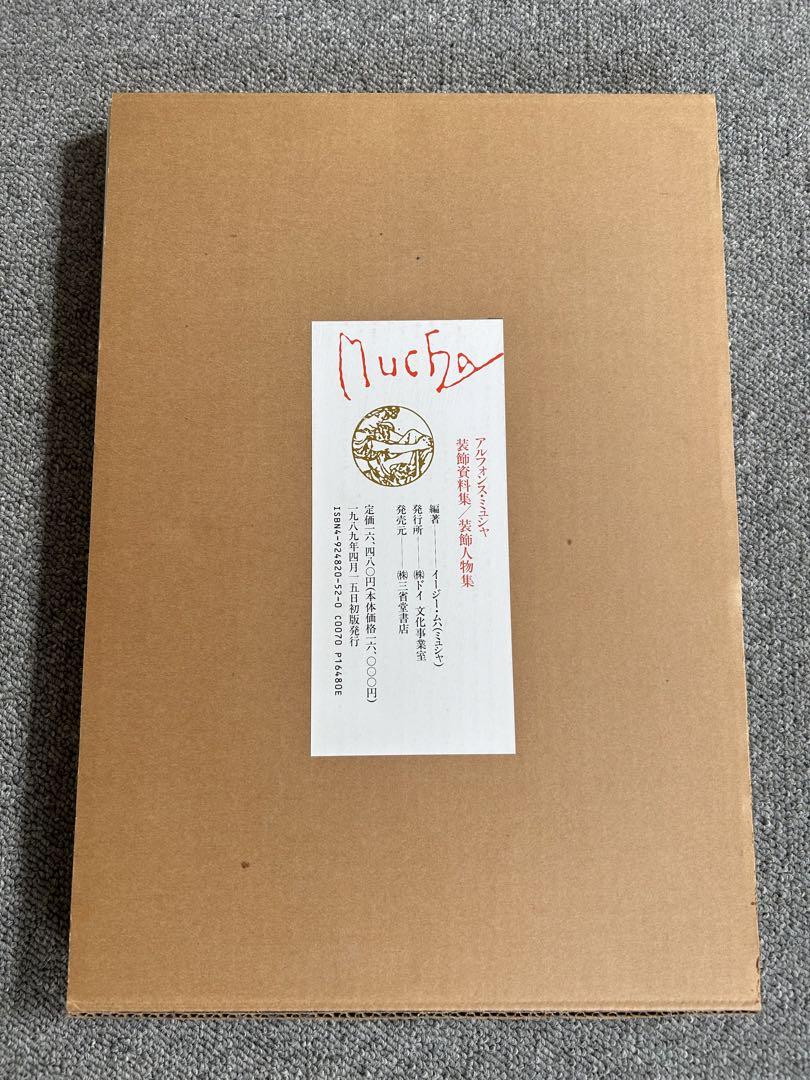 Mucha
アルフォンス・ミュシャ
装飾資料集／装飾人物集
編著———イージー・ムハ(ミュシャ)
発行所———㈱ドイ 文化事業室
発売元———㈱三省堂書店
定価一六、四八〇円(本体価格一六、〇〇〇円)
一九八九年四月一五日初版発行
ISBN4-924820-52-0 C0070 P16480E